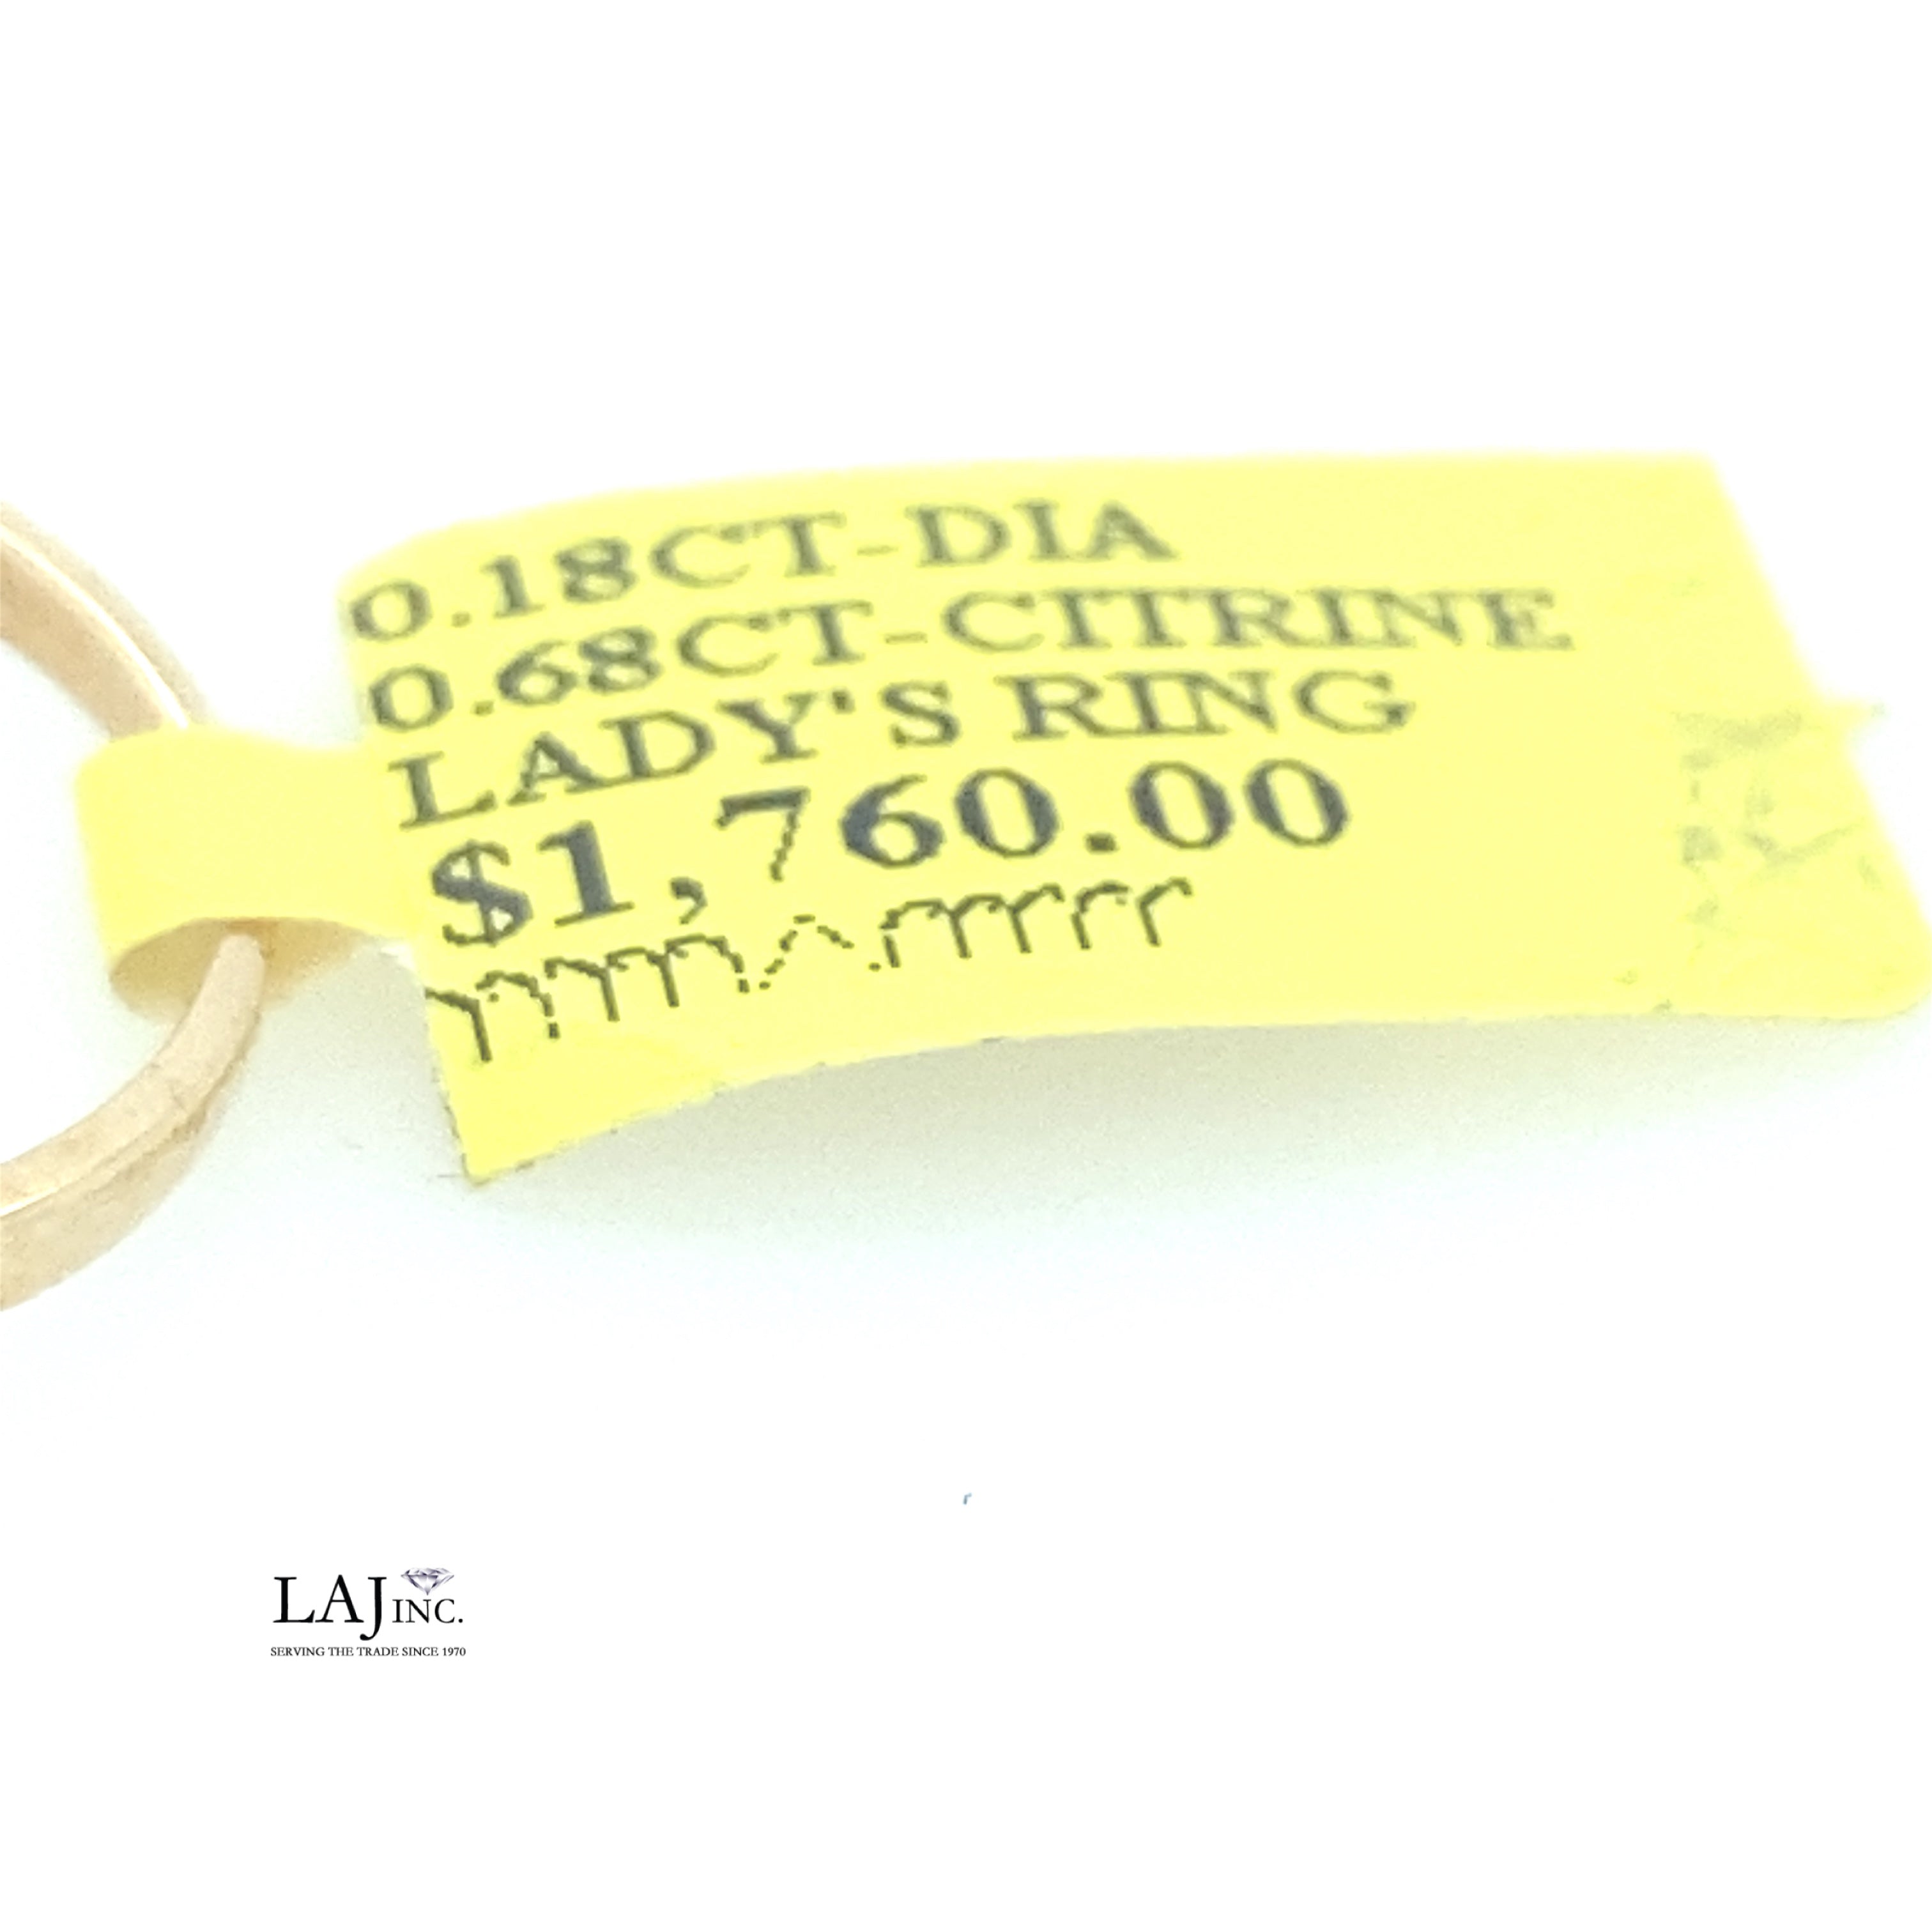 0.18CT-DIA
0.68CT-CITRINE
LADY'S RING
$1,760.00
LAJ INC.
SERVING THE TRADE SINCE 1970